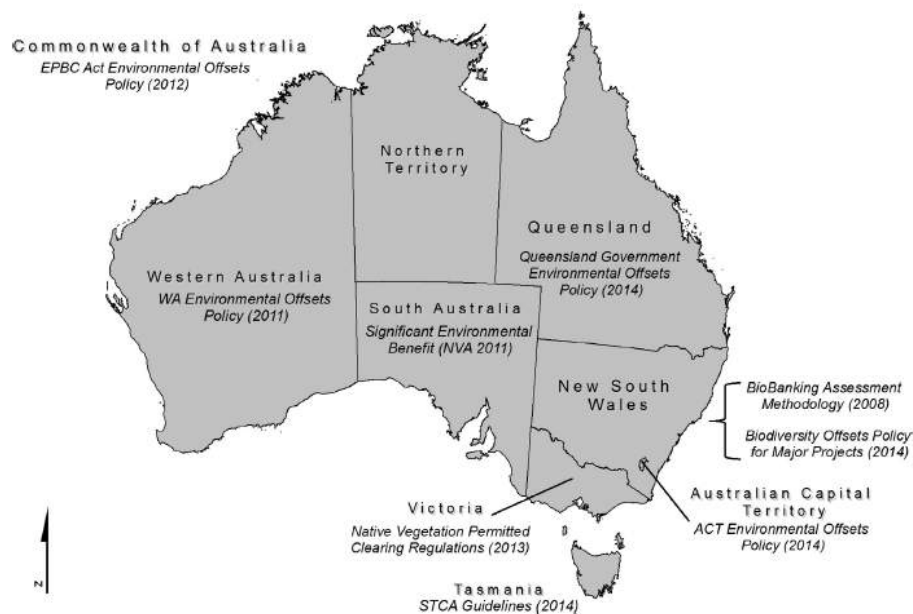 Commonwealth of Australia
EPBC Act Environmental Offsets
Policy (2012)
Northern
Territory
Queensland
Queensland Government
Environmental Offsets
Policy (2014)
Western Australia
WA Environmental Offsets
Policy (2011)
South Australia
Significant Environmental
Benefit (NVA 2011)
New South
Wales
BioBanking Assessment
Methodology (2008)
Biodiversity Offsets Policy
for Major Projects (2014)
Australian Capital
Territory
ACT Environmental Offsets
Policy (2014)
Victoria
Native Vegetation Permitted
Clearing Regulations (2013)
Tasmania
STCA Guidelines (2014)
N